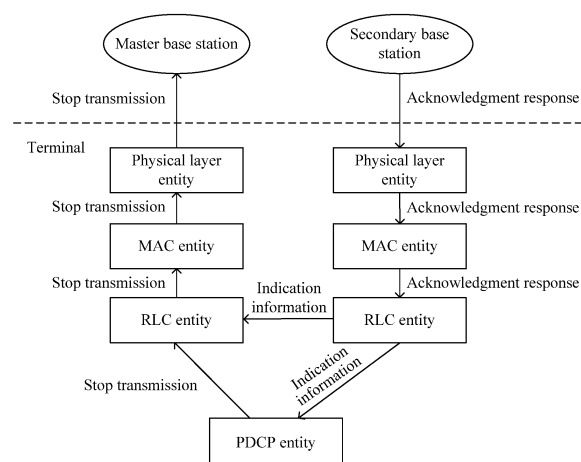 Master base station
Secondary base
station
Stop transmission
Acknowledgment response
Terminal
Physical layer
entity
Physical layer
entity
Stop transmission
Acknowledgment response
MAC entity
MAC entity
Stop transmission
Acknowledgment response
Indication
information
RLC entity
RLC entity
Indication
information
Stop transmission
PDCP entity